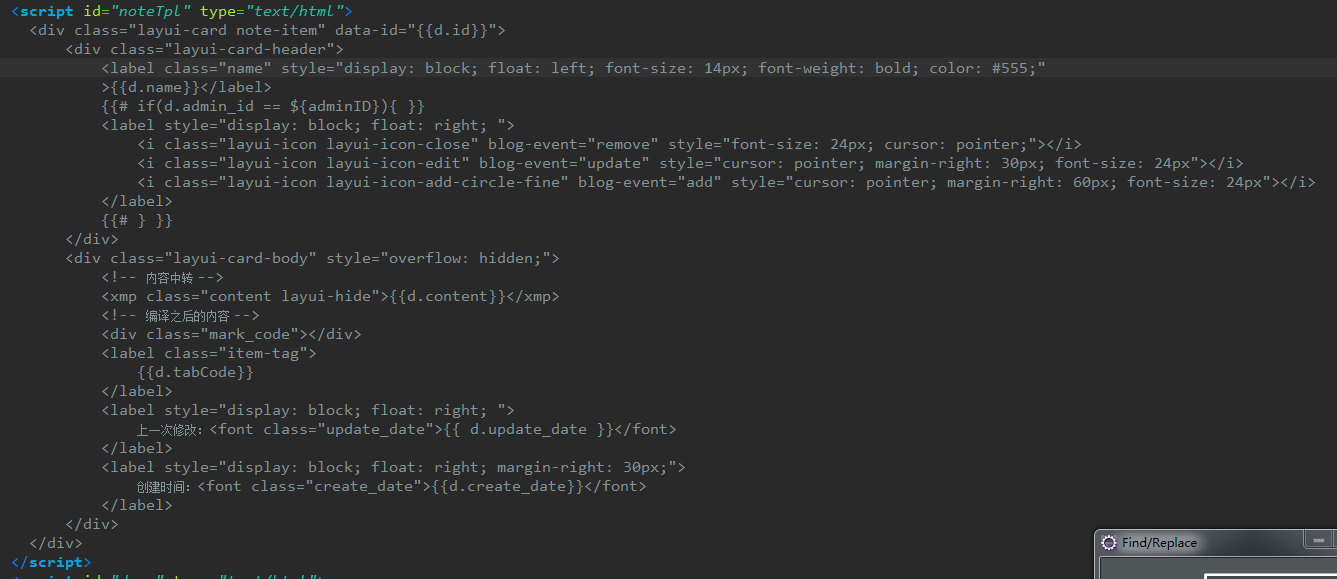 <script id="noteTpl" type="text/html">
<div class="layui-card note-item" data-id="{{d.id}}">
<div class="layui-card-header">
<label class="name" style="display: block; float: left; font-size: 14px; font-weight: bold; color: #555;"
>{{d.name}}</label>
{{# if(d.admin_id == ${adminID}){ }}
<label style="display: block; float: right; ">
<i class="layui-icon layui-icon-close" blog-event="remove" style="font-size: 24px; cursor: pointer;"></i>
<i class="layui-icon layui-icon-edit" blog-event="update" style="cursor: pointer; margin-right: 30px; font-size: 24px"></i>
<i class="layui-icon layui-icon-add-circle-fine" blog-event="add" style="cursor: pointer; margin-right: 60px; font-size: 24px"></i>
</label>
{{# } }}
</div>
<div class="layui-card-body" style="overflow: hidden;">
<!-- 内容中转 -->
<xmp class="content layui-hide">{{d.content}}</xmp>
<!-- 编译之后的内容 -->
<div class="mark_code"></div>
<label class="item-tag">
{{d.tabCode}}
</label>
<label style="display: block; float: right; ">
上一次修改：<font class="update_date">{{ d.update_date }}</font>
</label>
<label style="display: block; float: right; margin-right: 30px;">
创建时间：<font class="create_date">{{d.create_date}}</font>
</label>
</div>
</div>
</script>
Find/Replace